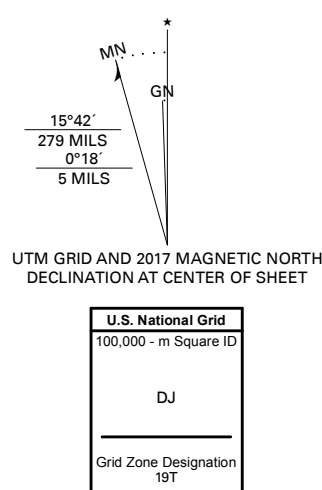 ★
MN
GN
15°42´
279 MILS
0°18´
5 MILS
UTM GRID AND 2017 MAGNETIC NORTH
DECLINATION AT CENTER OF SHEET
U.S. National Grid
100,000 - m Square ID
DJ
Grid Zone Designation
19T